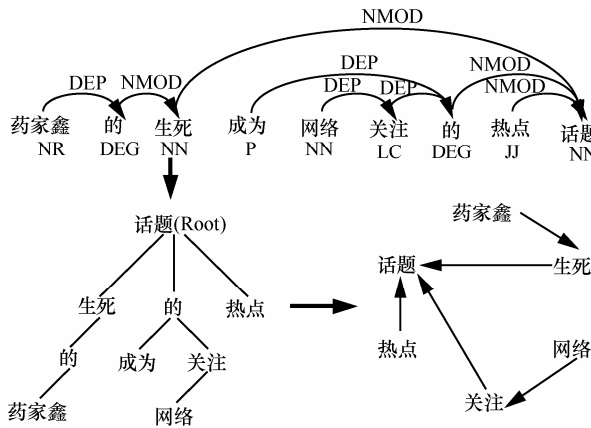 NMOD
DEP NMOD DEP NMOD
DEP DEP NMOD
药家鑫 的 生死 成为 网络 关注 的 热点 话题
NR DEG NN P NN LC DEG JJ NN
话题(Root)
药家鑫
话题 生死
生死 的 热点
的 成为 关注 热点 网络
药家鑫 网络 关注